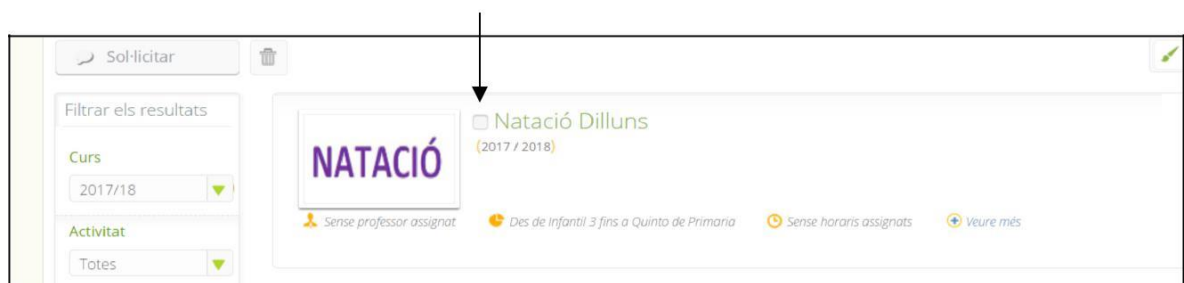 Sol·licitar
Filtrar els resultats
Curs
2017/18
Activitat
Totes
NATACIÓ
Natació Dilluns
(2017 / 2018)
Sense professor assignat
Des de Infantil 3 fins a Quinto de Primaria
Sense horaris assignats
Veure més